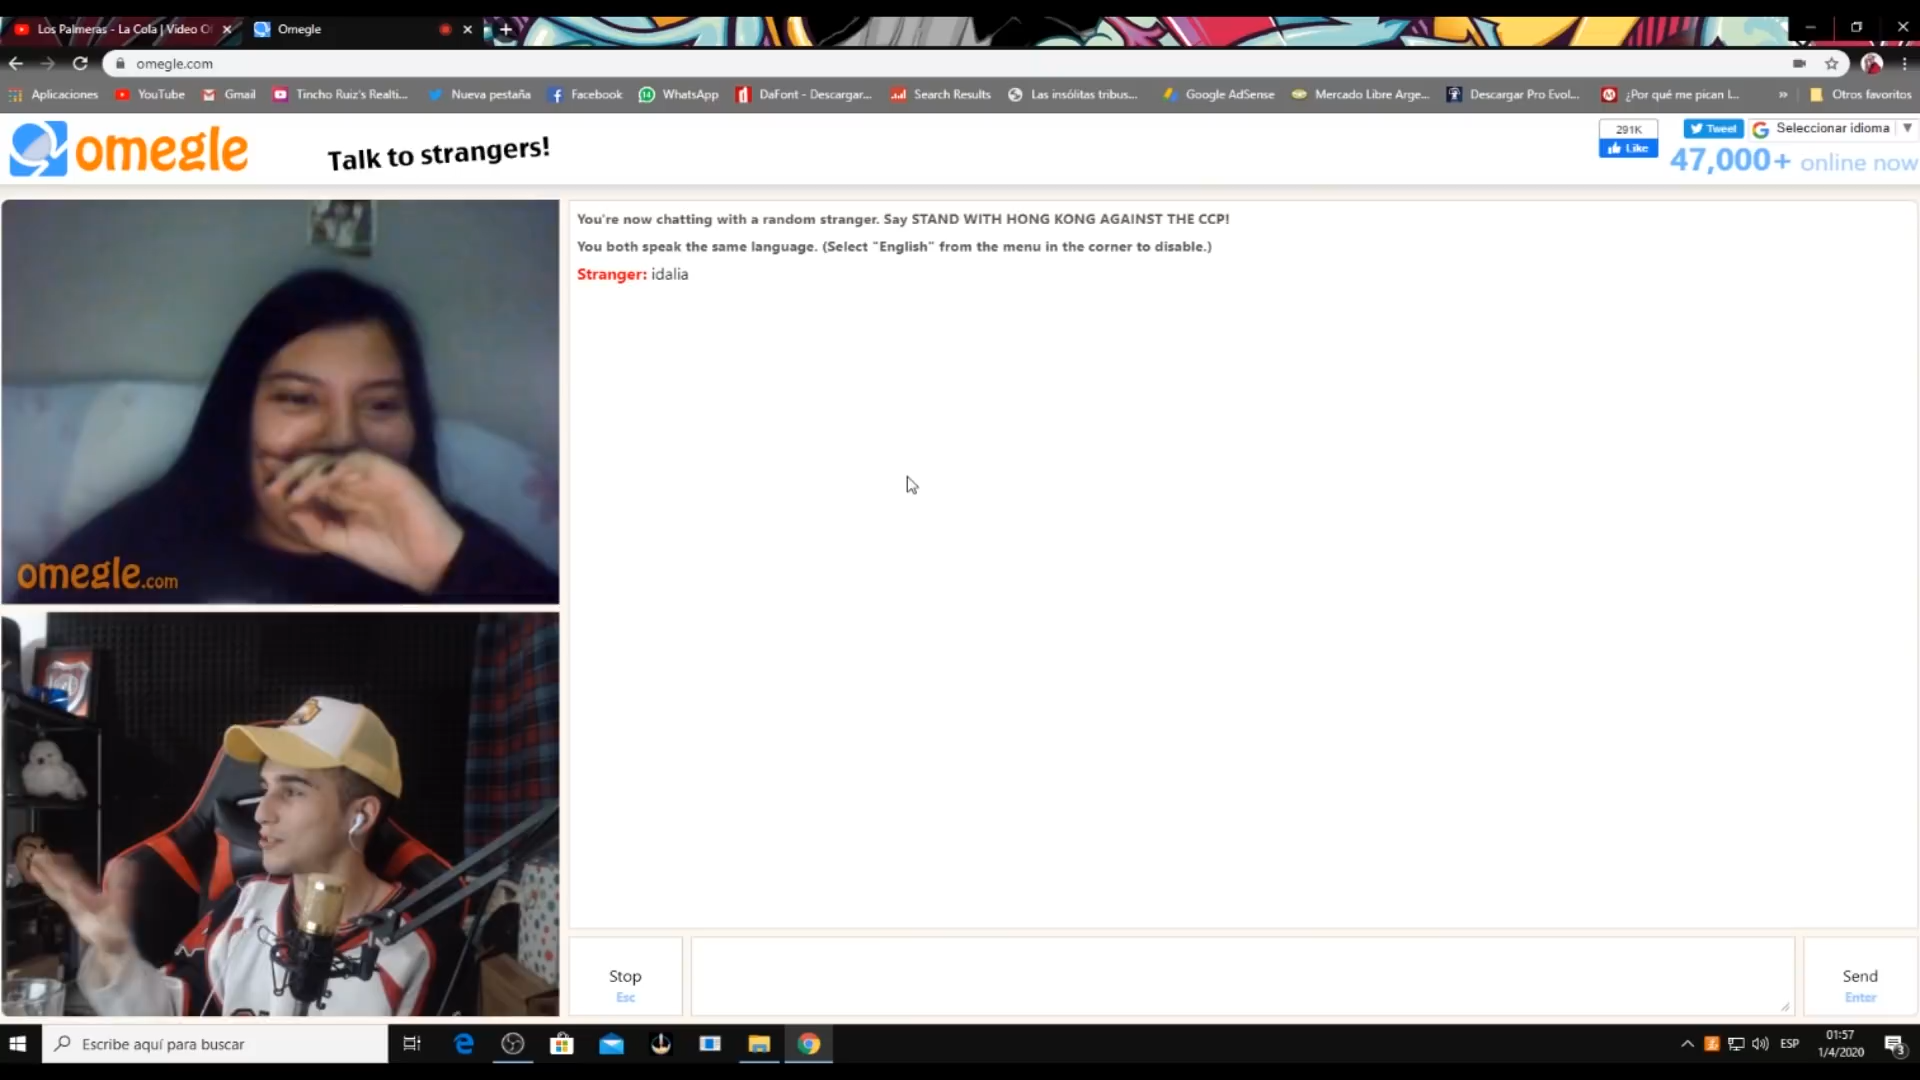 Los Palmeras - La Cola | Video Of
Omegle
omegle.com
Aplicaciones
YouTube
Gmail
Tincho Ruiz's Realti...
Nueva pestaña
Facebook
WhatsApp
DaFont - Descargar...
Search Results
Las insólitas tribus...
Google AdSense
Mercado Libre Arge...
Descargar Pro Evol...
¿Por qué me pican l...
»
Otros favoritos
omegle
Talk to strangers!
291K
Like
Tweet
Seleccionar idioma
47,000+ online now
You're now chatting with a random stranger. Say STAND WITH HONG KONG AGAINST THE CCP!
You both speak the same language. (Select "English" from the menu in the corner to disable.)
Stranger: idalia
omegle.com
Stop
Esc
Send
Enter
Escribe aquí para buscar
ESP
01:57
1/4/2020
3